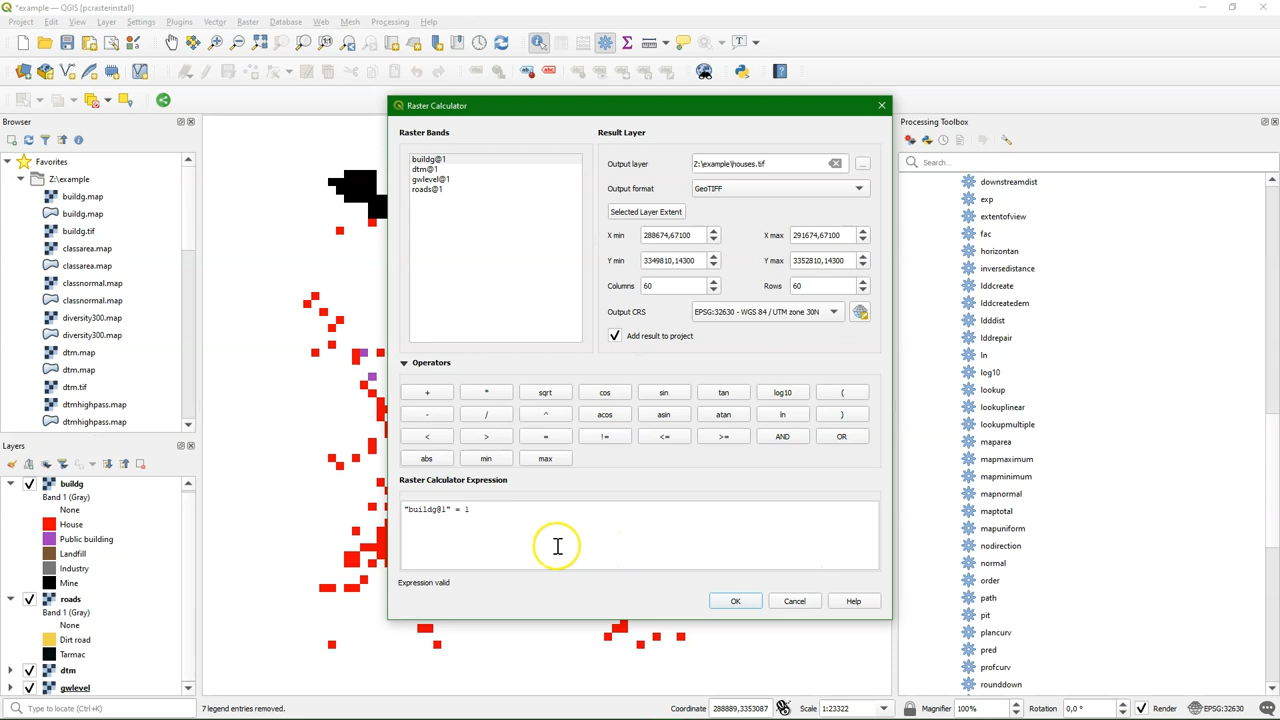 *example — QGIS [pcrasterinstall]
Project Edit View Layer Settings Plugins Vector Raster Database Web Mesh Processing Help
Browser
Favorites
Z:\example
buildg.map
buildg.map
buildg.tif
classarea.map
classarea.map
classnormal.map
classnormal.map
diversity300.map
diversity300.map
dtm.map
dtm.map
dtm.tif
dtmhighpass.map
dtmhighpass.map
Layers
buildg
Band 1 (Gray)
None
House
Public building
Landfill
Industry
Mine
roads
Band 1 (Gray)
None
Dirt road
Tarmac
dtm
gwlevel
Raster Calculator
Raster Bands
buildg@1
dtm@1
gwlevel@1
roads@1
Result Layer
Output layer Z:\example\houses.tif ...
Output format GeoTIFF
Selected Layer Extent
X min 288674,67100 X max 291674,67100
Y min 3349810,14300 Y max 3352810,14300
Columns 60 Rows 60
Output CRS EPSG:32630 - WGS 84 / UTM zone 30N
Add result to project
Operators
+ * sqrt cos sin tan log10 (
- / ^ acos asin atan ln )
< > = != <= >= AND OR
abs min max
Raster Calculator Expression
"buildg@1" = 1
Expression valid
OK Cancel Help
Processing Toolbox
Search...
downstreamdist
exp
extentofview
fac
horizontan
inversedistance
lddcreate
lddcreatedem
ldddist
lddrepair
ln
log10
lookup
lookuplinear
lookupmultiple
maparea
mapmaximum
mapminimum
mapnormal
maptotal
mapuniform
nodirection
normal
order
path
pit
plancurv
pred
profcurv
rounddown
Type to locate (Ctrl+K) 7 legend entries removed. Coordinate 288889,3353087 Scale 1:23322 Magnifier 100% Rotation 0,0 ° Render EPSG:32630